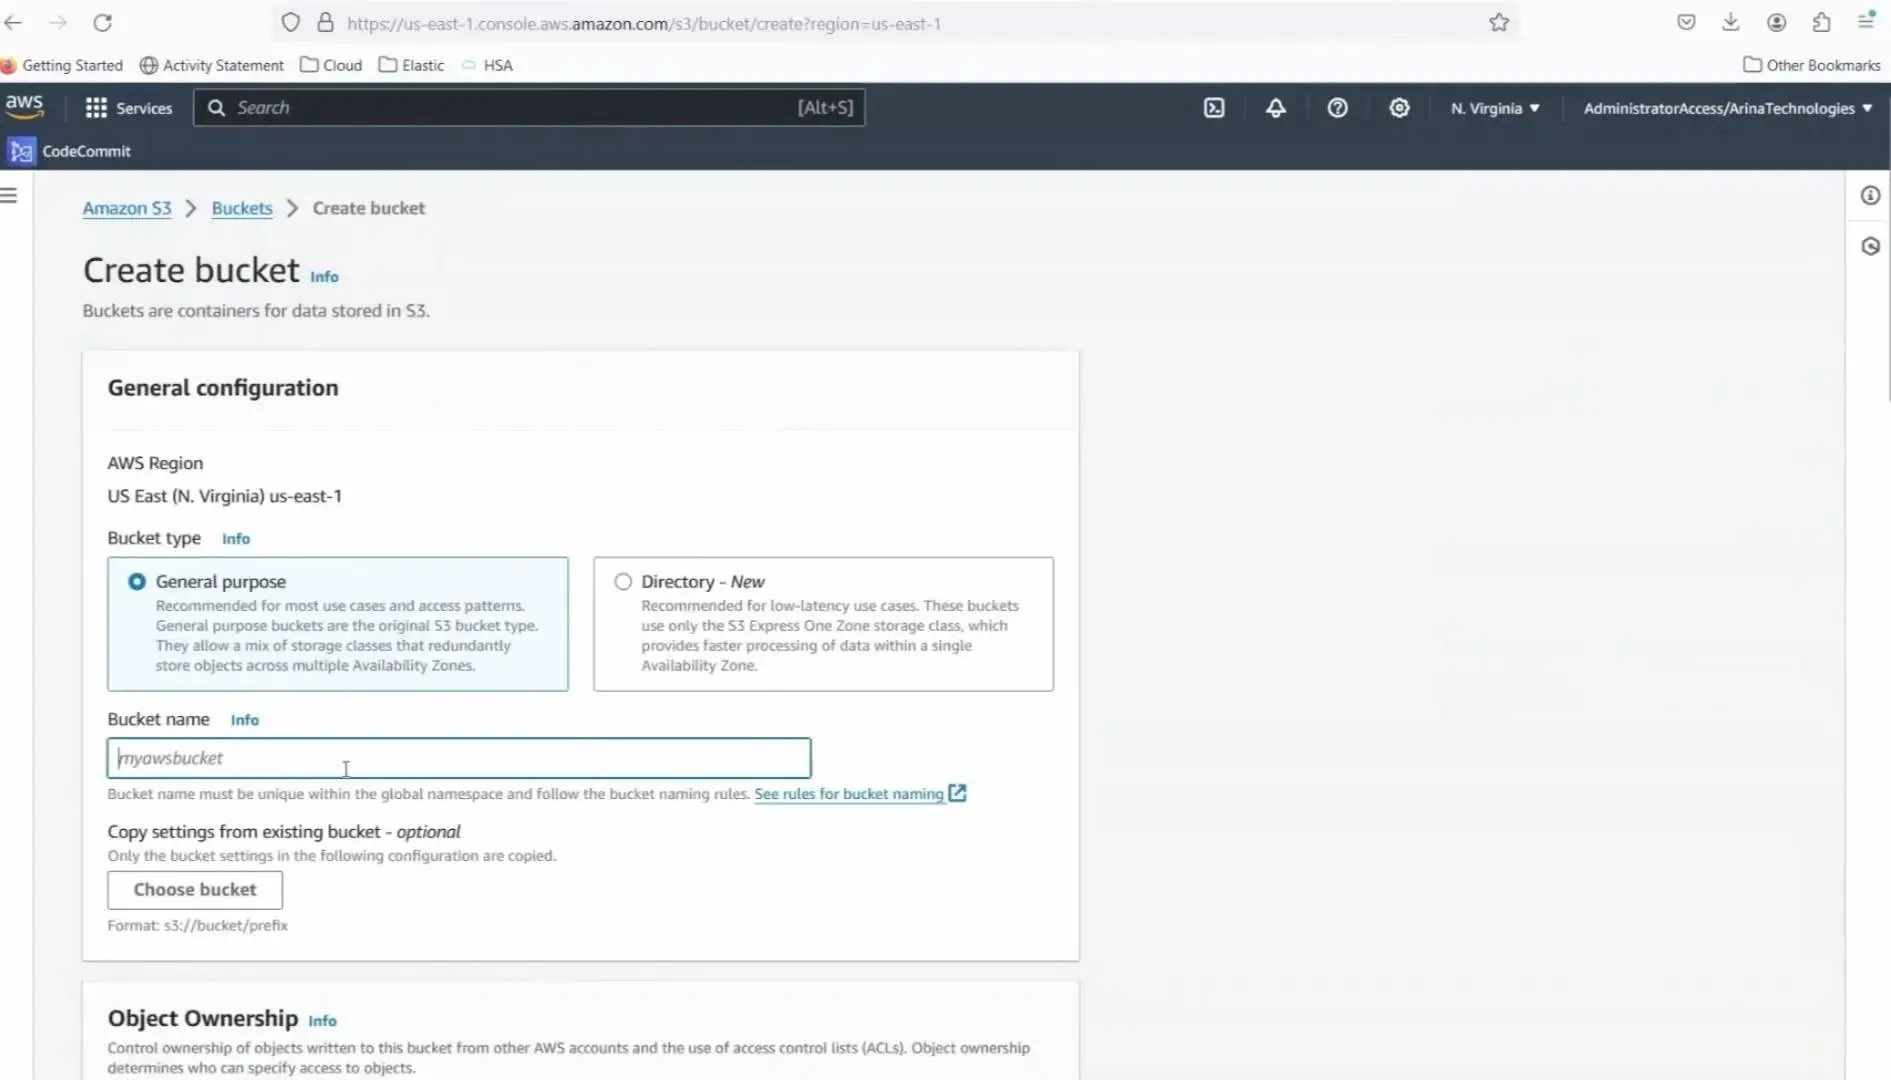 https://us-east-1.console.aws.amazon.com/s3/bucket/create?region=us-east-1
Getting Started Activity Statement Cloud Elastic HSA Other Bookmarks
aws Services Search [Alt+S] N. Virginia AdministratorAccess/ArinaTechnologies
CodeCommit
Amazon S3 Buckets Create bucket
Create bucket Info
Buckets are containers for data stored in S3.
General configuration
AWS Region
US East (N. Virginia) us-east-1
Bucket type Info
General purpose
Recommended for most use cases and access patterns.
General purpose buckets are the original S3 bucket type.
They allow a mix of storage classes that redundantly
store objects across multiple Availability Zones.
Directory - New
Recommended for low-latency use cases. These buckets
use only the S3 Express One Zone storage class, which
provides faster processing of data within a single
Availability Zone.
Bucket name Info
myawsbucket
Bucket name must be unique within the global namespace and follow the bucket naming rules. See rules for bucket naming
Copy settings from existing bucket - optional
Only the bucket settings in the following configuration are copied.
Choose bucket
Format: s3://bucket/prefix
Object Ownership Info
Control ownership of objects written to this bucket from other AWS accounts and the use of access control lists (ACLs). Object ownership
determines who can specify access to objects.